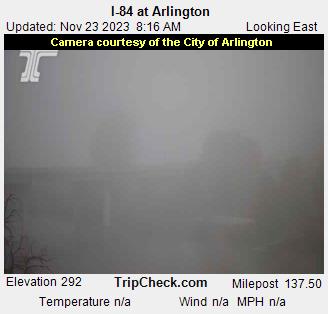 I-84 at Arlington
Updated: Nov 23 2023 8:16 AM Looking East
Camera courtesy of the City of Arlington
Elevation 292 TripCheck.com Milepost 137.50
Temperature n/a Wind n/a MPH n/a